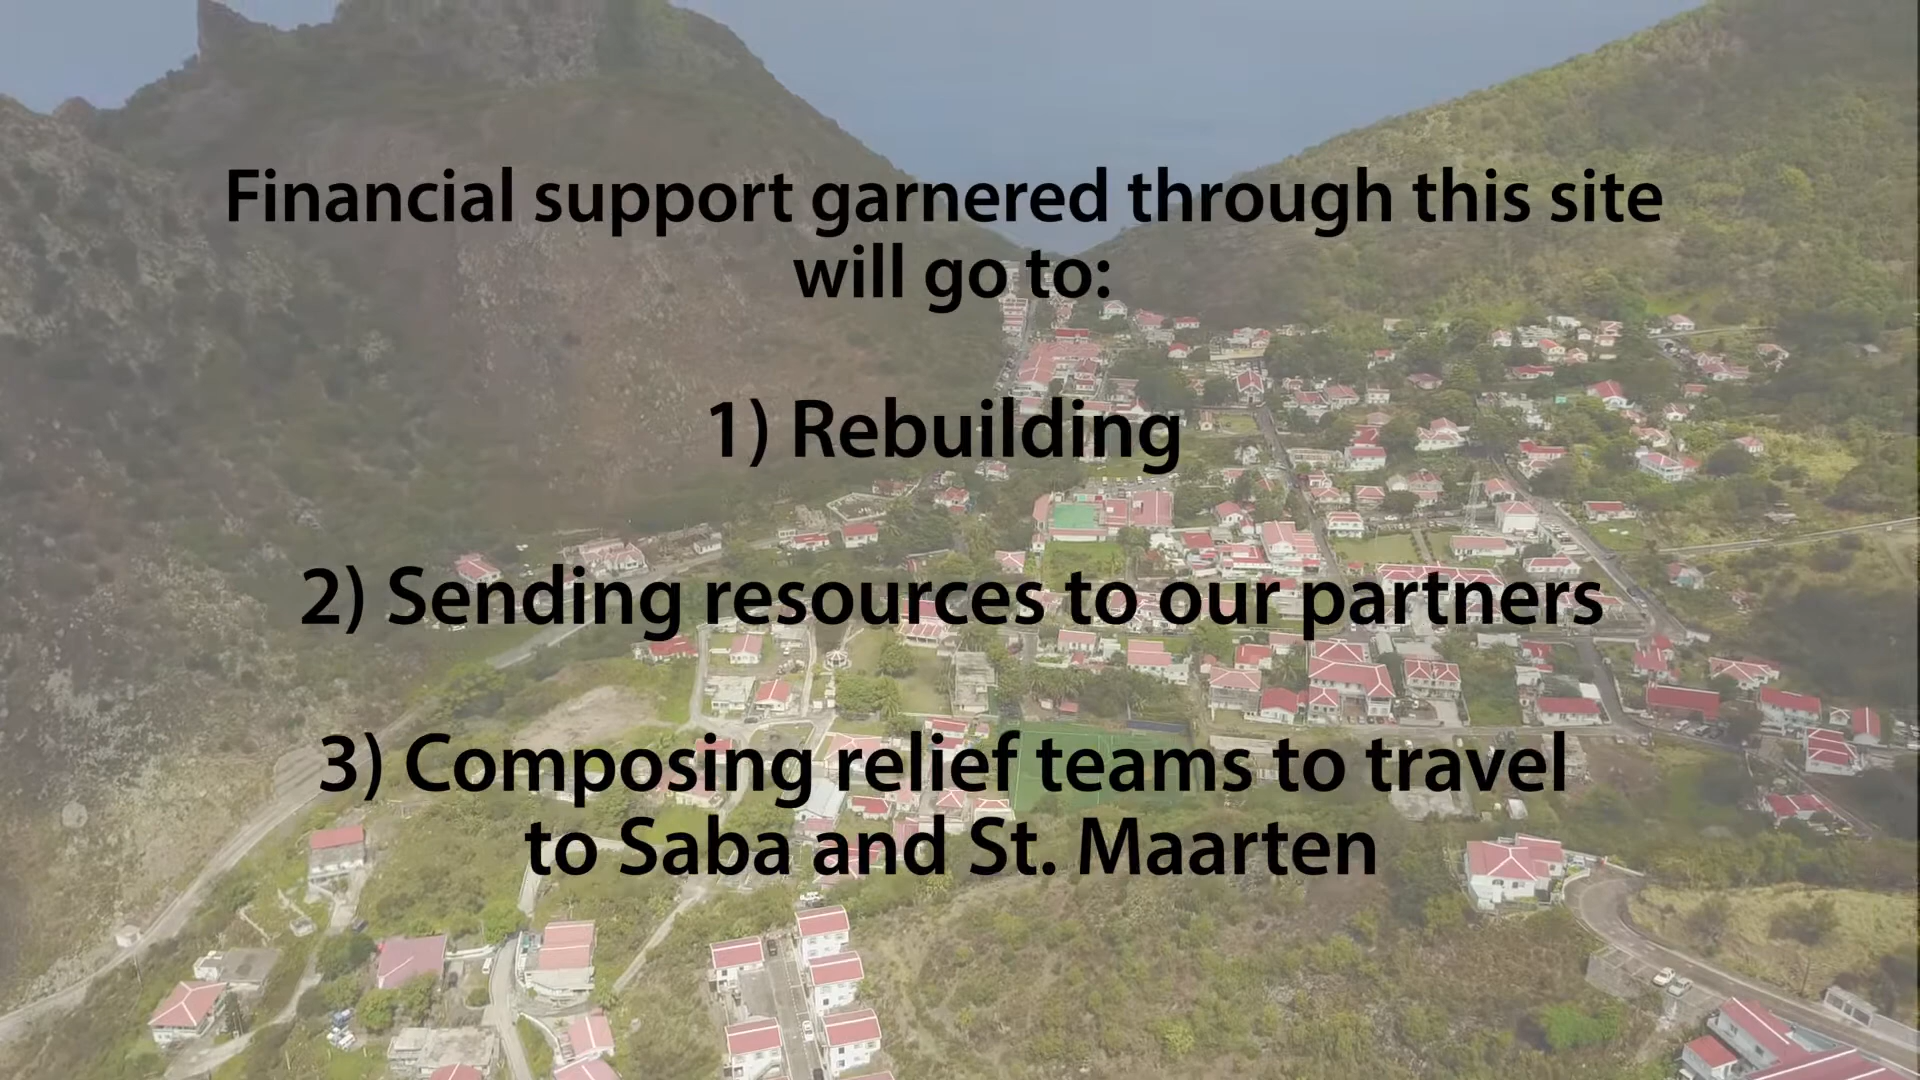 Financial support garnered through this site
will go to:
1) Rebuilding
2) Sending resources to our partners
3) Composing relief teams to travel
to Saba and St. Maarten